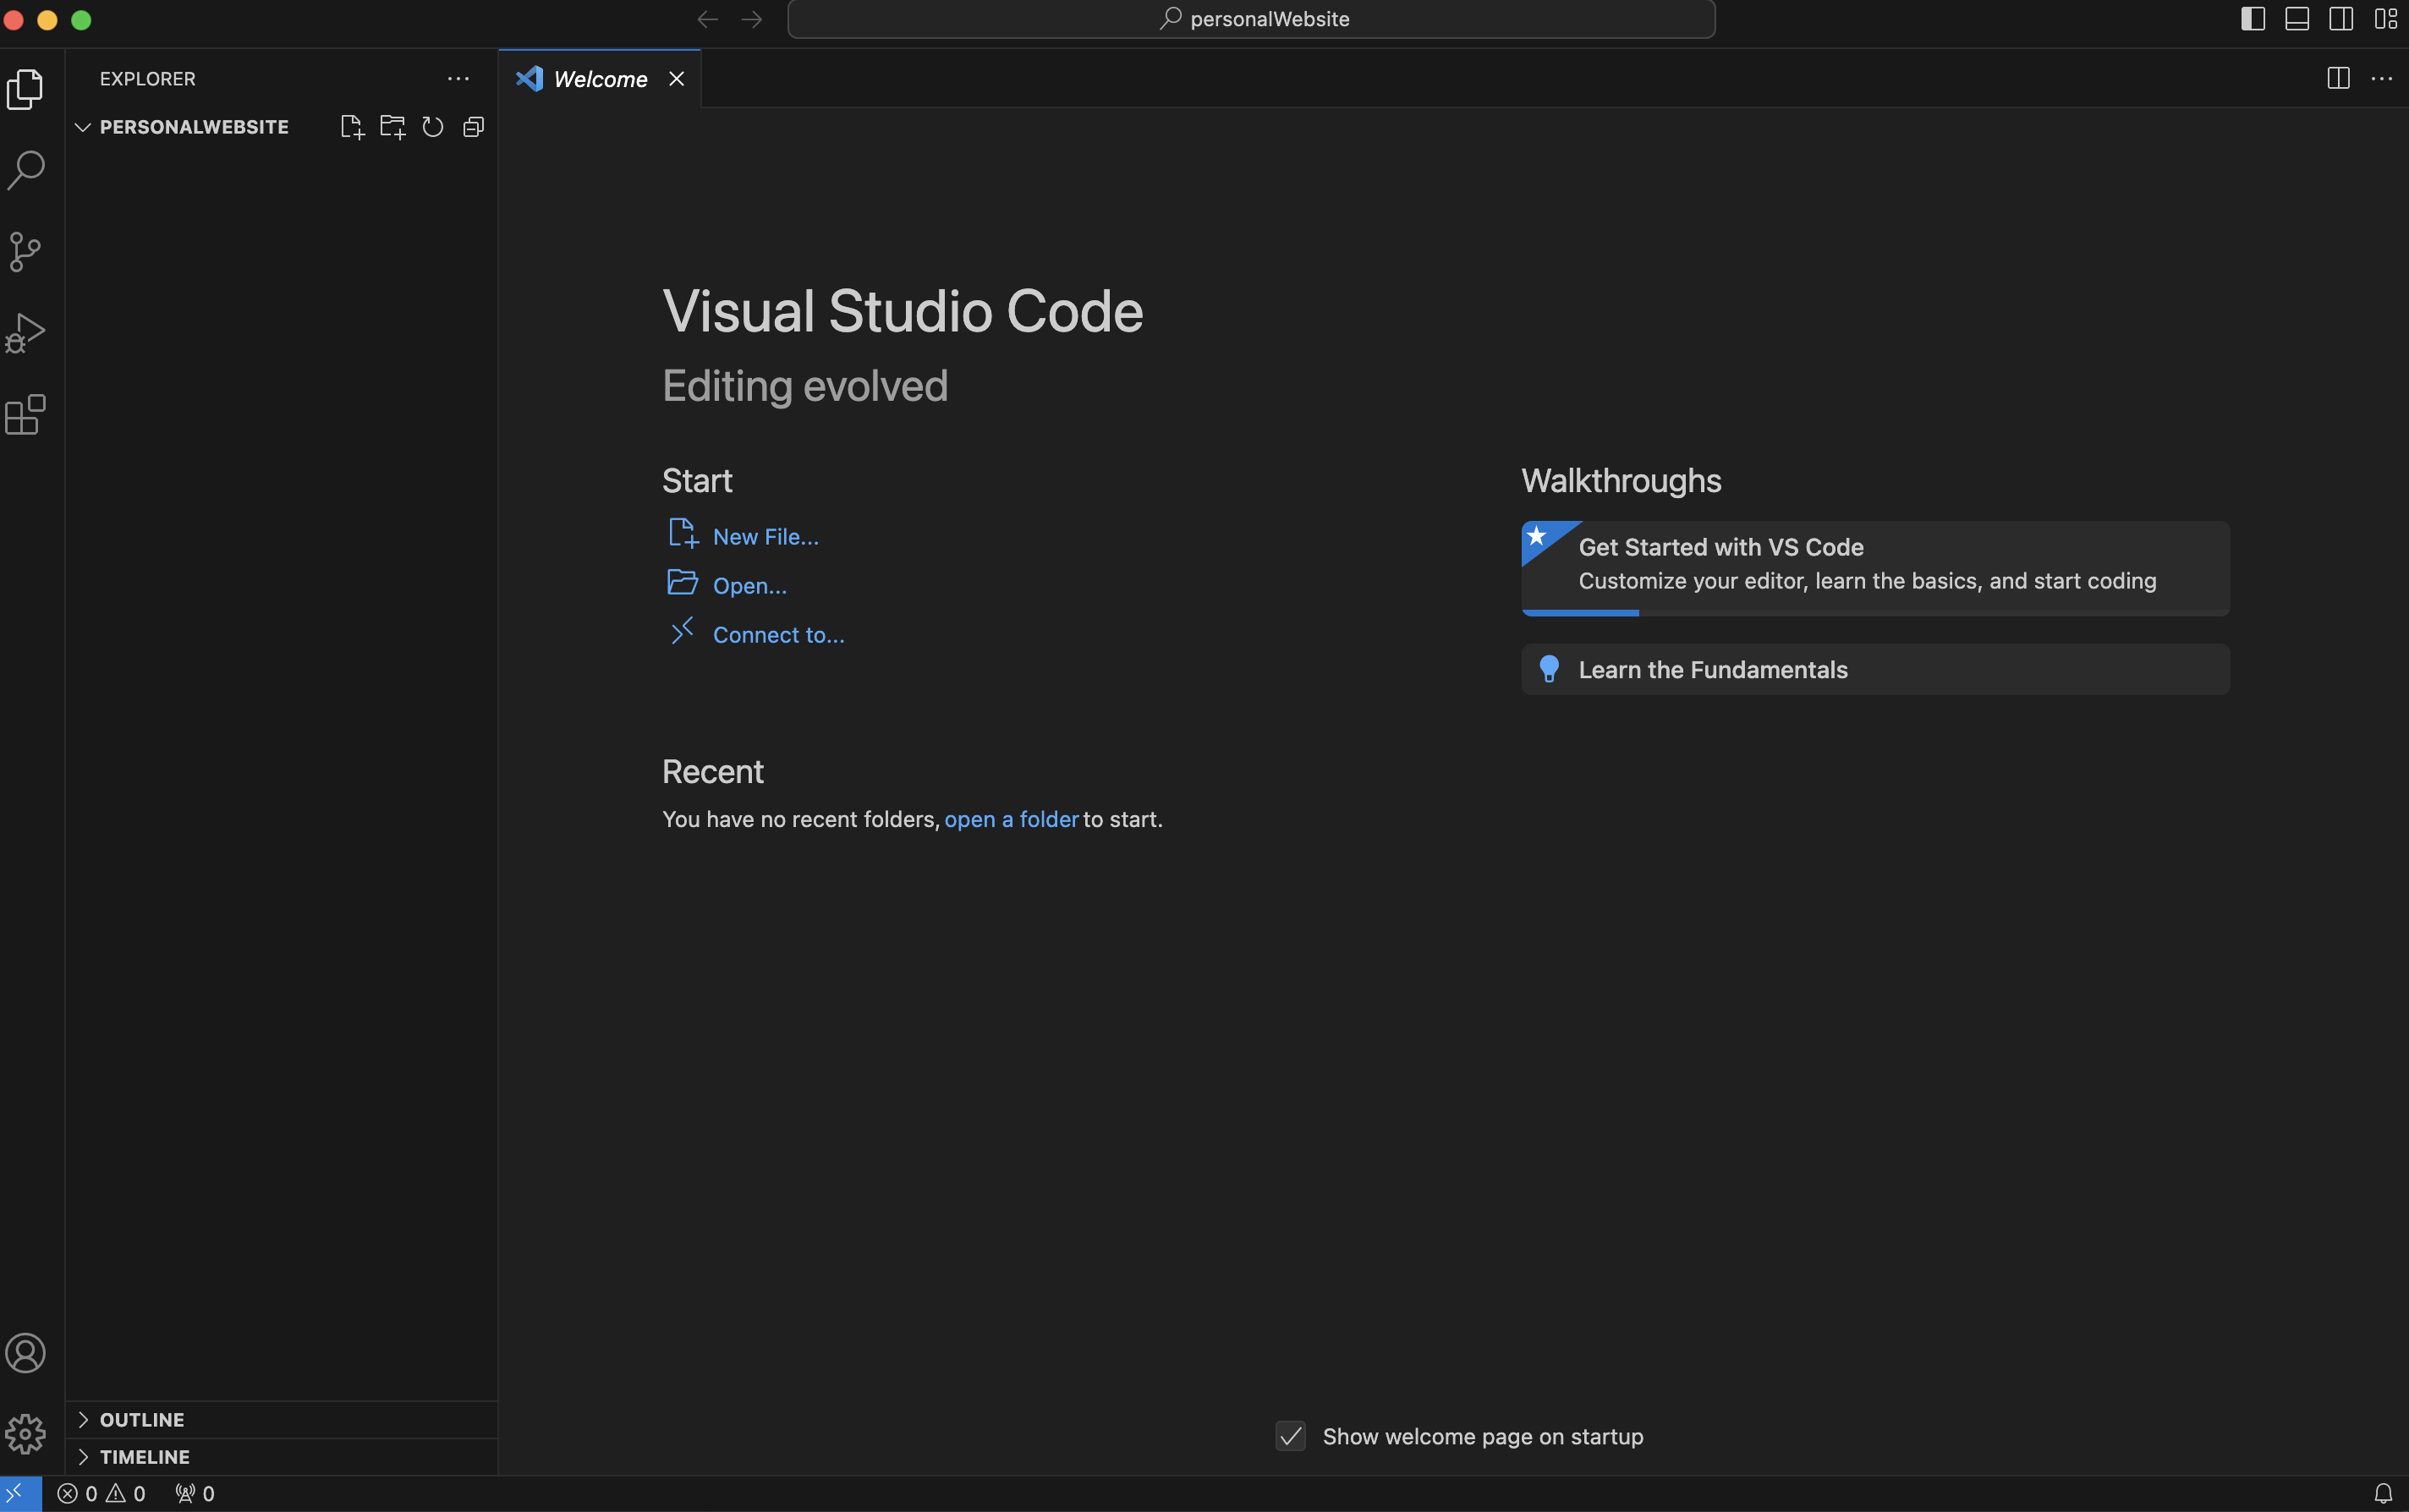 personalWebsite
EXPLORER
PERSONALWEBSITE
Welcome
Visual Studio Code
Editing evolved
Start
New File...
Open...
Connect to...
Recent
You have no recent folders, open a folder to start.
Walkthroughs
Get Started with VS Code
Customize your editor, learn the basics, and start coding
Learn the Fundamentals
Show welcome page on startup
OUTLINE
TIMELINE
0 0 0